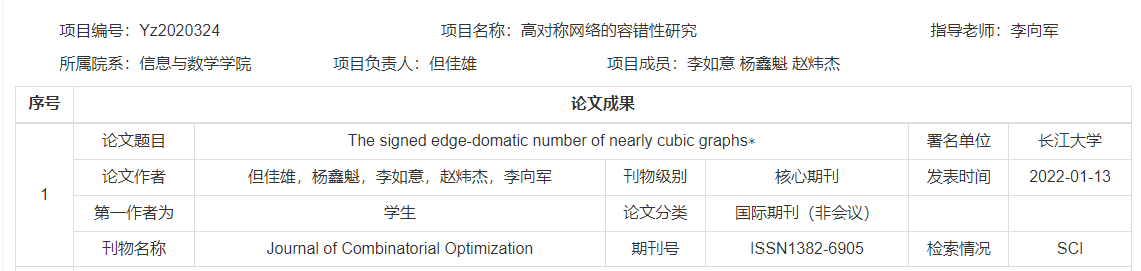 项目编号：Yz2020324 项目名称：高对称网络的容错性研究 指导老师：李向军
所属院系：信息与数学学院 项目负责人：但佳雄 项目成员：李如意 杨鑫魁 赵炜杰
序号 论文成果
论文题目 The signed edge-domatic number of nearly cubic graphs* 署名单位 长江大学
1 论文作者 但佳雄，杨鑫魁，李如意，赵炜杰，李向军 刊物级别 核心期刊 发表时间 2022-01-13
第一作者为 学生 论文分类 国际期刊（非会议）
刊物名称 Journal of Combinatorial Optimization 期刊号 ISSN1382-6905 检索情况 SCI